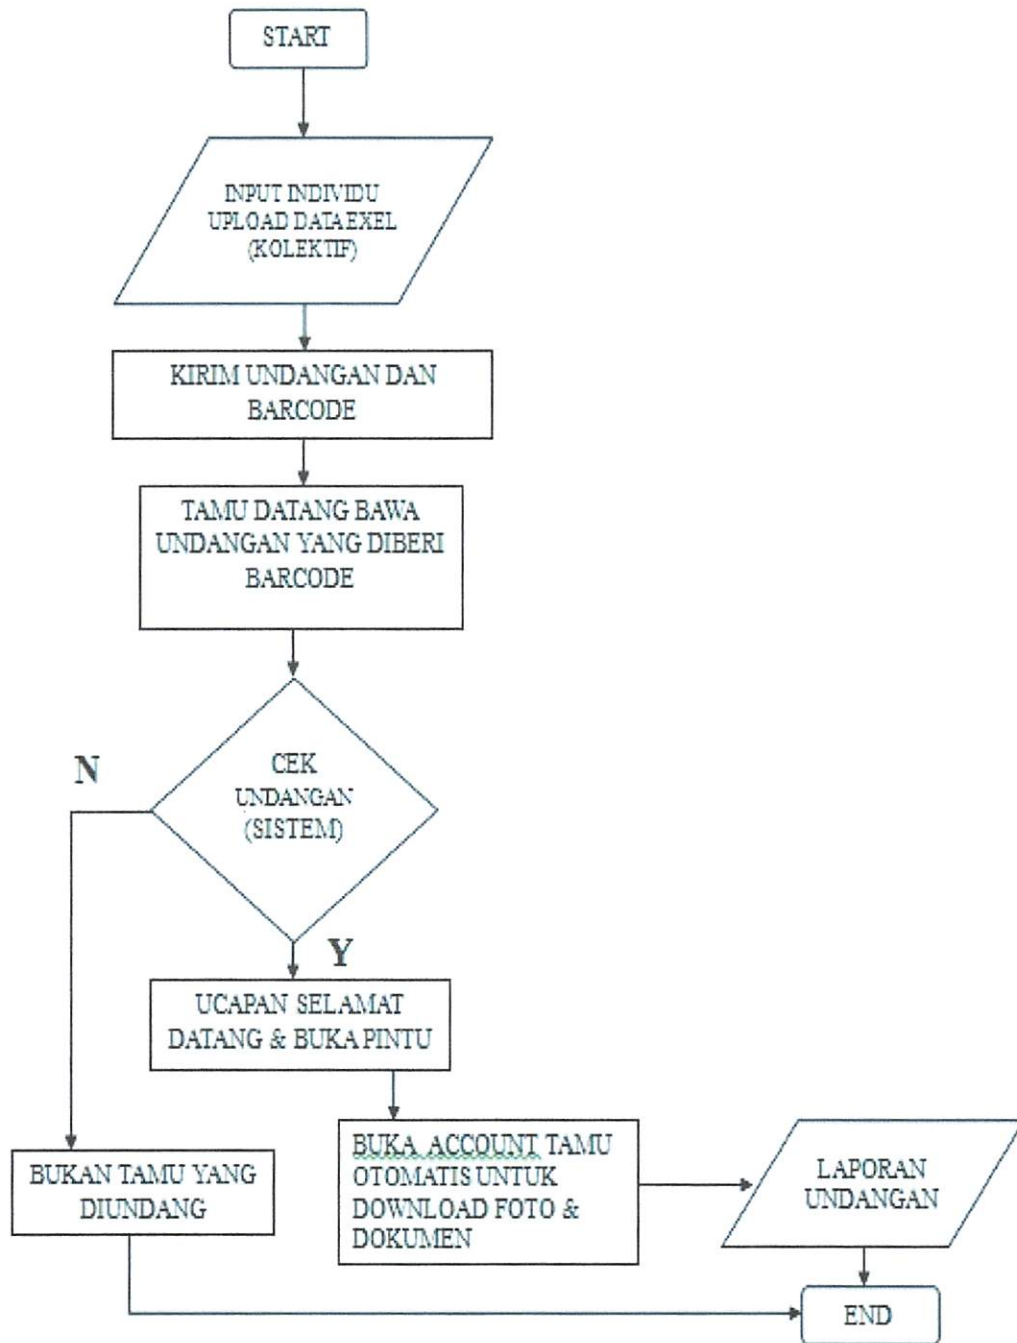 START
INPUT INDIVIDU
UPLOAD DATA EXEL
(KOLEKTIF)
KIRIM UNDANGAN DAN
BARCODE
TAMU DATANG BAWA
UNDANGAN YANG DIBERI
BARCODE
N
CEK
UNDANGAN
(SISTEM)
Y
UCAPAN SELAMAT
DATANG & BUKA PINTU
BUKAN TAMU YANG
DIUNDANG
BUKA ACCOUNT TAMU
OTOMATIS UNTUK
DOWNLOAD FOTO &
DOKUMEN
LAPORAN
UNDANGAN
END